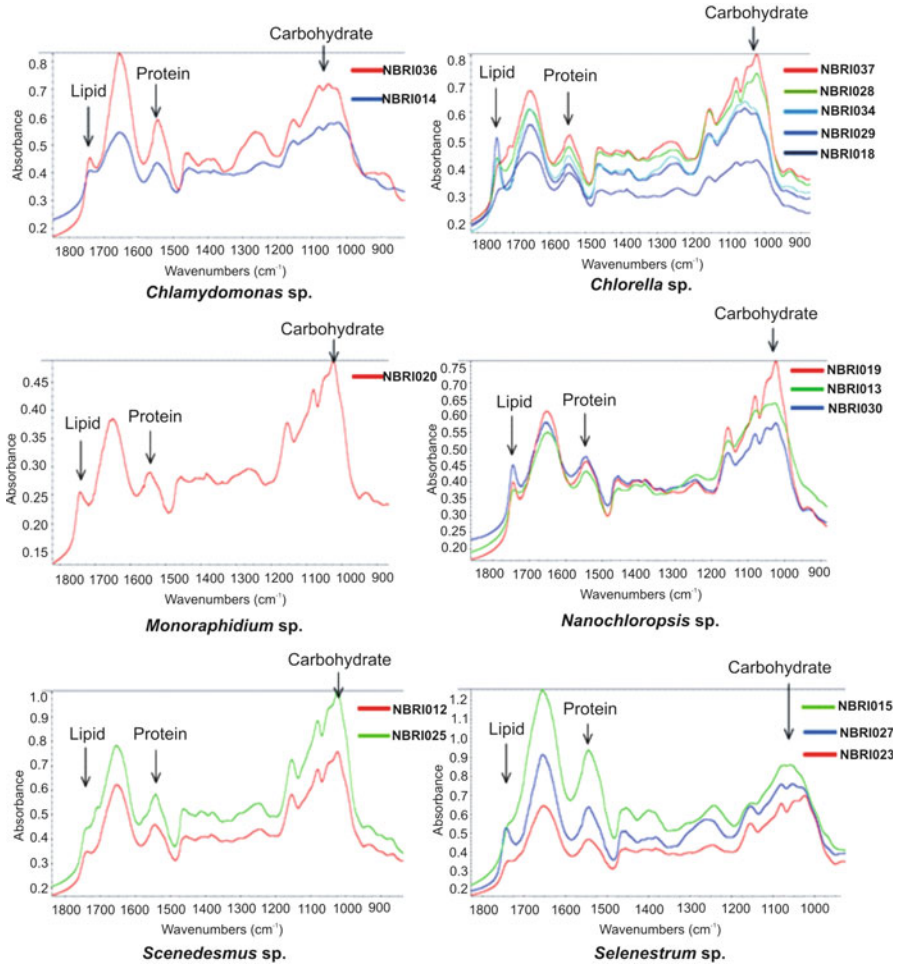 Carbohydrate
Lipid
Protein
NBRI036
NBRI014
Absorbance
0.8
0.7
0.6
0.5
0.4
0.3
0.2
1800 1700 1600 1500 1400 1300 1200 1100 1000 900
Wavenumbers (cm⁻¹)
Chlamydomonas sp.
Carbohydrate
Lipid
Protein
NBRI037
NBRI028
NBRI034
NBRI029
NBRI018
Absorbance
0.8
0.7
0.6
0.5
0.4
0.3
0.2
1800 1700 1600 1500 1400 1300 1200 1100 1000 900
Wavenumbers (cm⁻¹)
Chlorella sp.
Carbohydrate
Lipid
Protein
NBRI020
Absorbance
0.45
0.40
0.35
0.30
0.25
0.20
0.15
1800 1700 1600 1500 1400 1300 1200 1100 1000
Wavenumbers (cm⁻¹)
Monoraphidium sp.
Carbohydrate
Lipid
Protein
NBRI019
NBRI013
NBRI030
Absorbance
0.75
0.70
0.65
0.60
0.55
0.50
0.45
0.40
0.35
0.30
0.25
0.20
1800 1700 1600 1500 1400 1300 1200 1100 1000 900
Wavenumbers (cm⁻¹)
Nanochloropsis sp.
Carbohydrate
Lipid
Protein
NBRI012
NBRI025
Absorbance
1.0
0.9
0.8
0.7
0.6
0.5
0.4
0.3
0.2
1800 1700 1600 1500 1400 1300 1200 1100 1000 900
Wavenumbers (cm⁻¹)
Scenedesmus sp.
Carbohydrate
Lipid
Protein
NBRI015
NBRI027
NBRI023
Absorbance
1.2
1.1
1.0
0.9
0.8
0.7
0.6
0.5
0.4
0.3
0.2
1800 1700 1600 1500 1400 1300 1200 1100 1000
Wavenumbers (cm⁻¹)
Selenestrum sp.